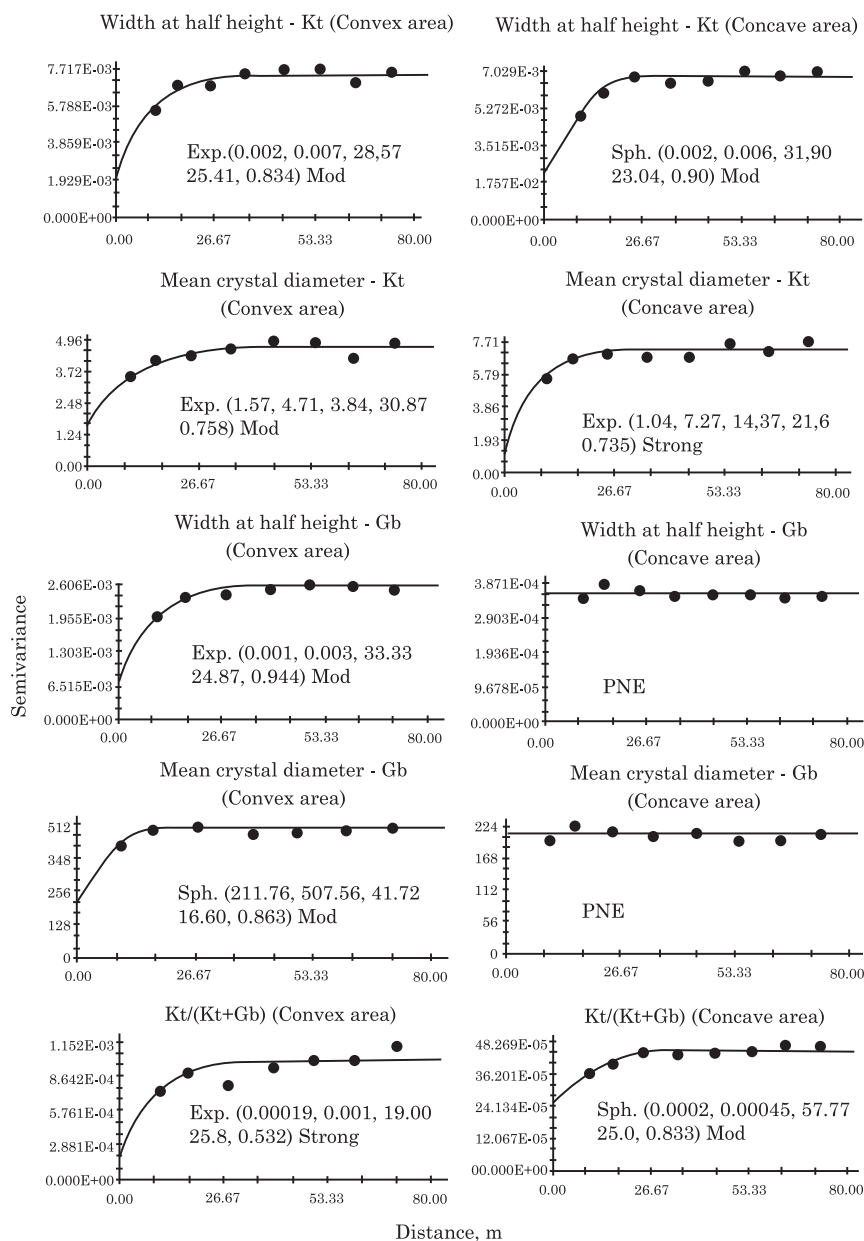 Width at half height - Kt (Convex area)
7.717E-03
5.788E-03
3.859E-03
1.929E-03
0.000E+00
Exp.(0.002, 0.007, 28,57
25.41, 0.834) Mod
0.00 26.67 53.33 80.00
Width at half height - Kt (Concave area)
7.029E-3
5.272E-03
3.515E-03
1.757E-02
0.000E+00
Sph. (0.002, 0.006, 31,90
23.04, 0.90) Mod
0.00 26.67 53.33 80.00
Mean crystal diameter - Kt
(Convex area)
4.96
3.72
2.48
1.24
0.00
Exp. (1.57, 4.71, 3.84, 30.87
0.758) Mod
0.00 26.67 53.33 80.00
Mean crystal diameter - Kt
(Concave area)
7.71
5.79
3.86
1.93
0.00
Exp. (1.04, 7.27, 14,37, 21,6
0.735) Strong
0.00 26.67 53.33 80.00
Semivariance
Width at half height - Gb
(Convex area)
2.606E-03
1.955E-03
1.303E-03
6.515E-03
0.000E+00
Exp. (0.001, 0.003, 33.33
24.87, 0.944) Mod
0.00 26.67 53.33 80.00
Width at half height - Gb
(Concave area)
3.871E-04
2.903E-04
1.936E-04
9.678E-05
0.000E+00
PNE
0.00 26.67 53.33 80.00
Mean crystal diameter - Gb
(Convex area)
512
348
256
128
0
Sph. (211.76, 507.56, 41.72
16.60, 0.863) Mod
0.00 26.67 53.33 80.00
Mean crystal diameter - Gb
(Concave area)
224
168
112
56
0
PNE
0.00 26.67 53.33 80.00
Kt/(Kt+Gb) (Convex area)
1.152E-03
8.642E-04
5.761E-04
2.881E-04
0.000E+00
Exp. (0.00019, 0.001, 19.00
25.8, 0.532) Strong
0.00 26.67 53.33 80.00
Kt/(Kt+Gb) (Concave area)
48.269E-05
36.201E-05
24.134E-05
12.067E-05
00.000E+00
Sph. (0.0002, 0.00045, 57.77
25.0, 0.833) Mod
0.00 26.67 53.33 80.00
Distance, m